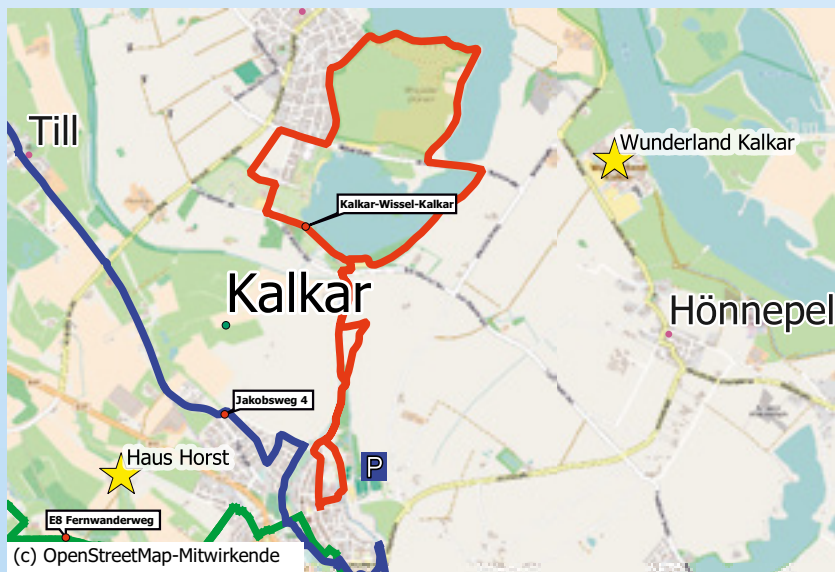 Till
Wunderland Kalkar
Kalkar-Wissel-Kalkar
Kalkar
Hönnepel
Jakobsweg 4
Haus Horst
P
E8 Fernwanderweg
(c) OpenStreetMap-Mitwirkende